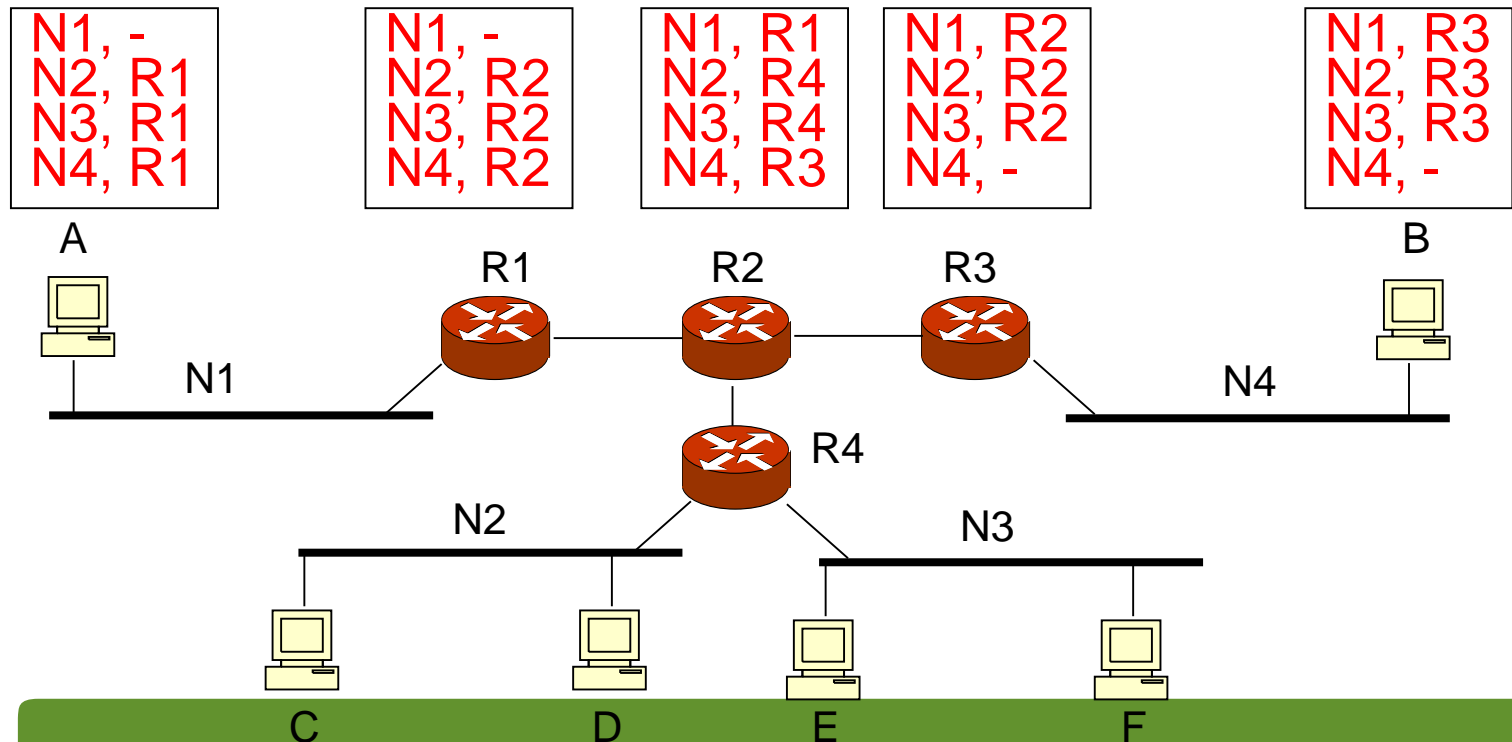 N1, -
N2, R1
N3, R1
N4, R1
N1, -
N2, R2
N3, R2
N4, R2
N1, R1
N2, R4
N3, R4
N4, R3
N1, R2
N2, R2
N3, R2
N4, -
N1, R3
N2, R3
N3, R3
N4, -
A
B
R1
R2
R3
N1
N4
R4
N2
N3
C
D
E
F